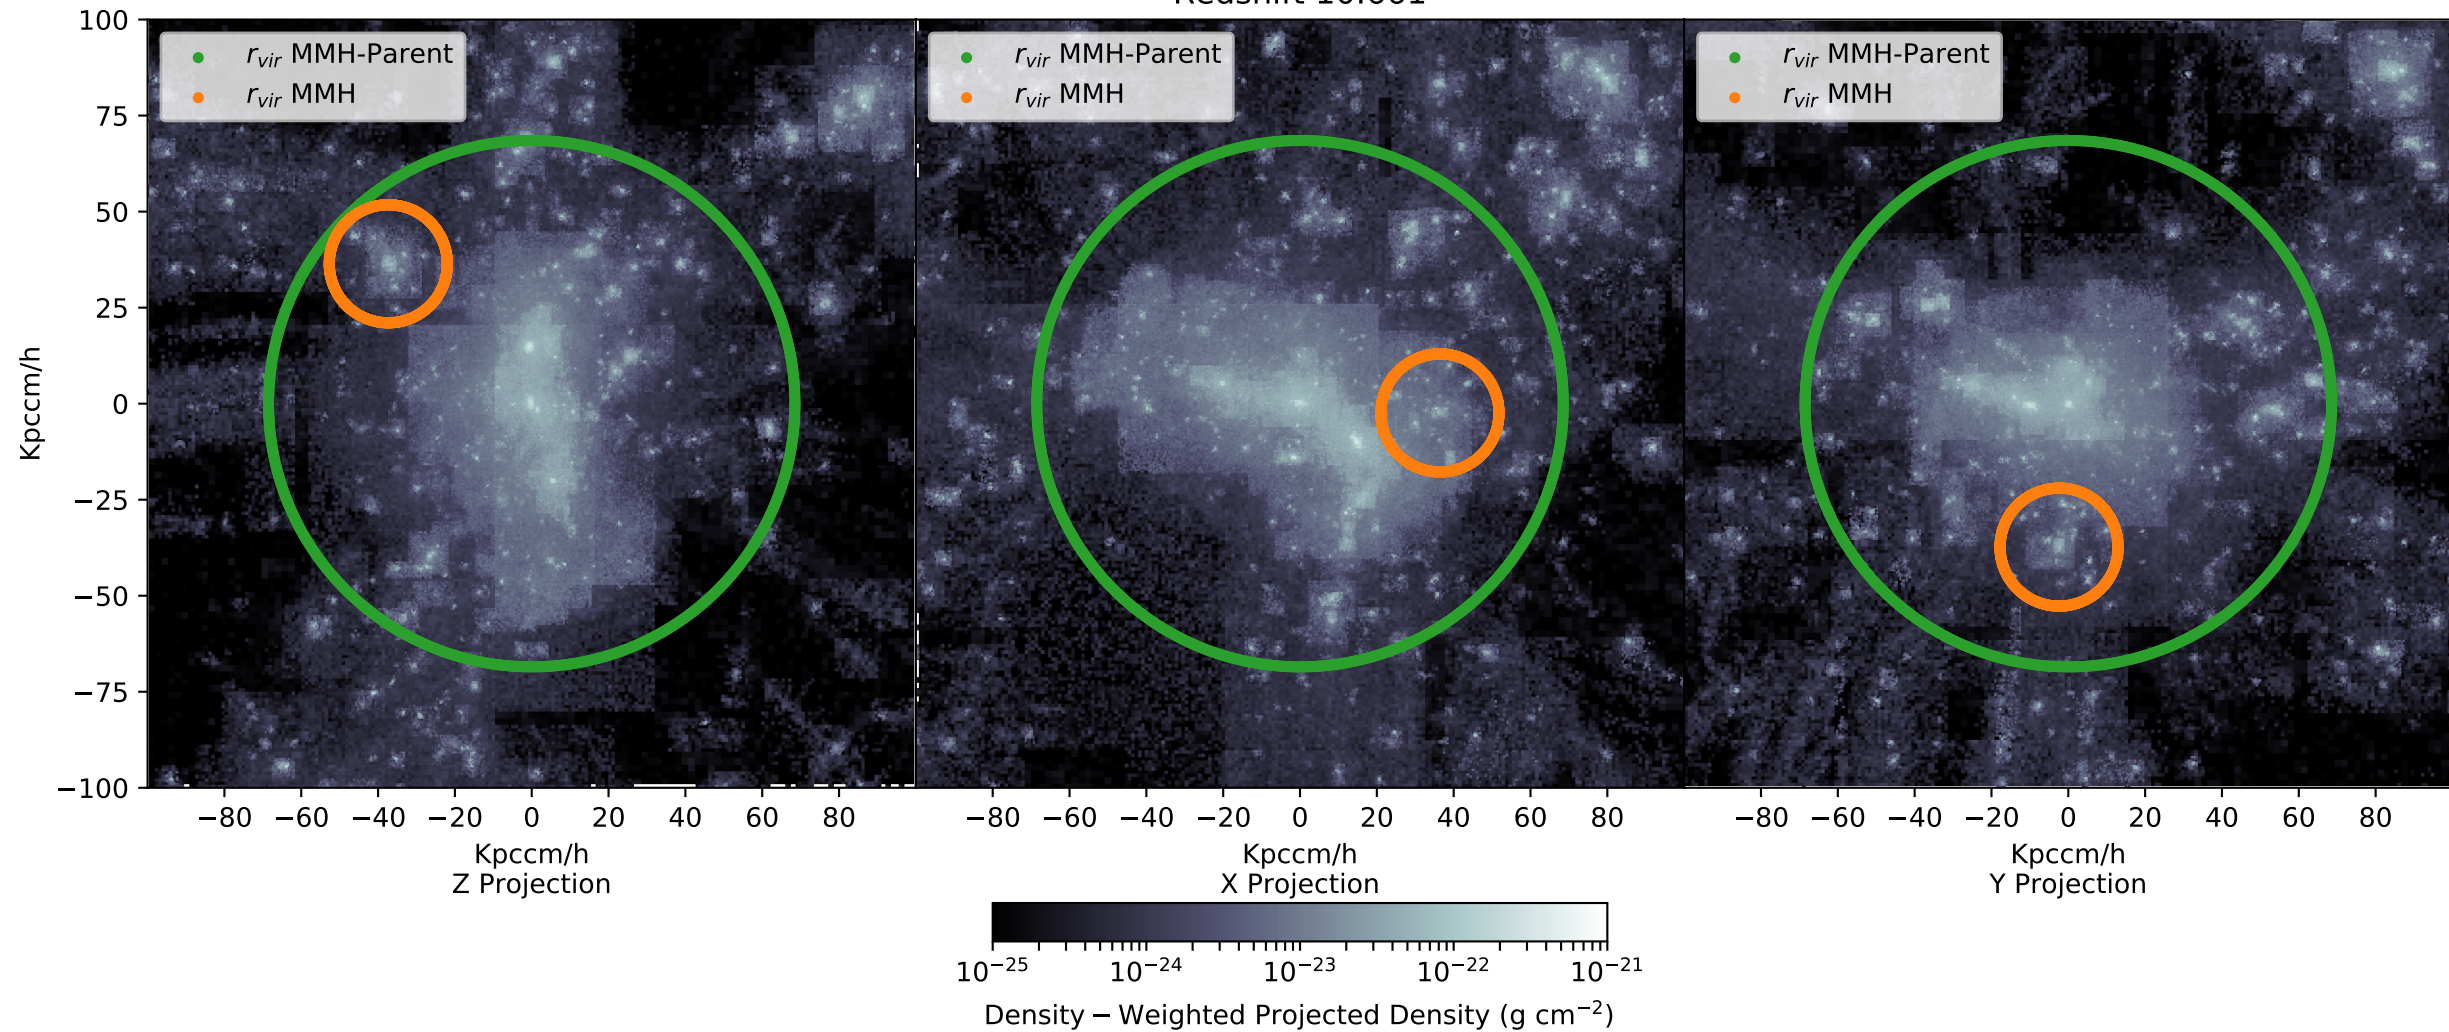 100
75
50
25
0
−25
−50
−75
−100
Kpccm/h
r_vir MMH-Parent
r_vir MMH
r_vir MMH-Parent
r_vir MMH
r_vir MMH-Parent
r_vir MMH
−80 −60 −40 −20 0 20 40 60 80
−80 −60 −40 −20 0 20 40 60 80
−80 −60 −40 −20 0 20 40 60 80
Kpccm/h
Z Projection
Kpccm/h
X Projection
Kpccm/h
Y Projection
10⁻²⁵ 10⁻²⁴ 10⁻²³ 10⁻²² 10⁻²¹
Density − Weighted Projected Density (g cm⁻²)